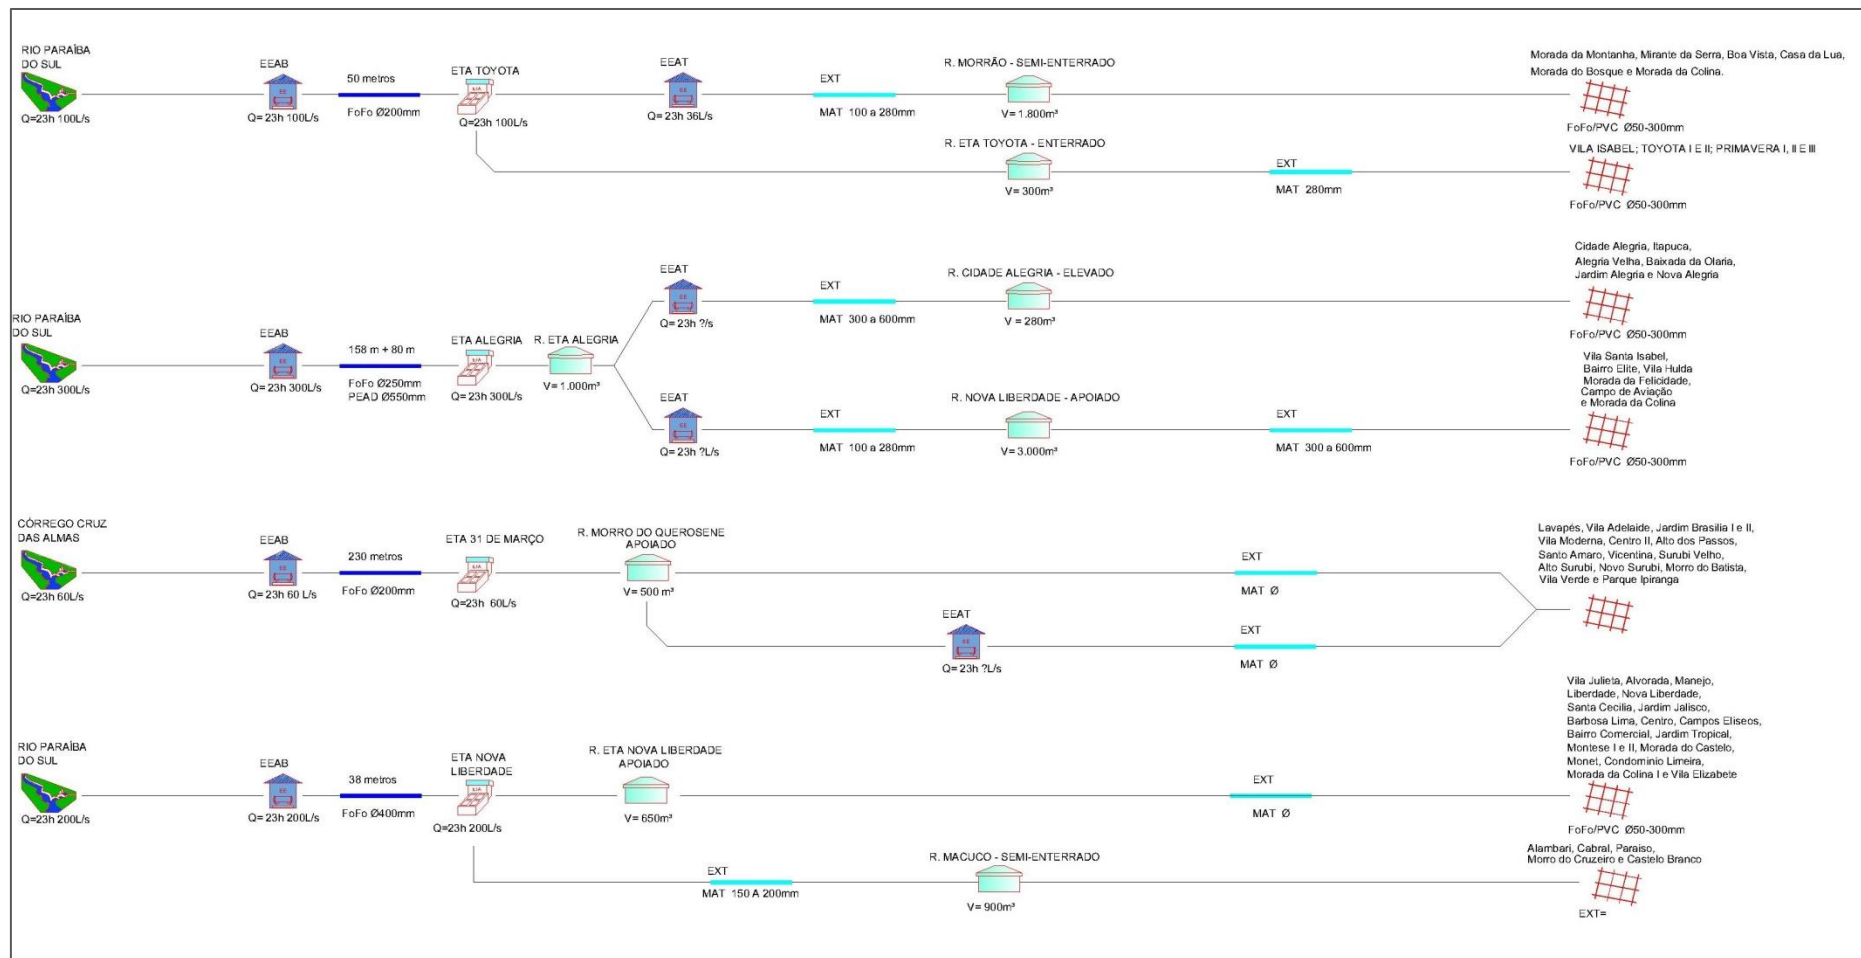 RIO PARAÍBA
DO SUL
Q=23h 100L/s
EEAB
EE
Q= 23h 100L/s
50 metros
FoFo Ø200mm
ETA TOYOTA
Q=23h 100L/s
EEAT
EE
Q= 23h 36L/s
EXT
MAT 100 a 280mm
R. MORRÃO - SEMI-ENTERRADO
V= 1.800m³
Morada da Montanha, Mirante da Serra, Boa Vista, Casa da Lua,
Morada do Bosque e Morada da Colina.
FoFo/PVC Ø50-300mm
R. ETA TOYOTA - ENTERRADO
V= 300m³
EXT
MAT 280mm
VILA ISABEL; TOYOTA I E II; PRIMAVERA I, II E III
FoFo/PVC Ø50-300mm
RIO PARAÍBA
DO SUL
Q=23h 300L/s
EEAB
EE
Q= 23h 300L/s
158 m + 80 m
FoFo Ø250mm
PEAD Ø550mm
ETA ALEGRIA
Q= 23h 300L/s
R. ETA ALEGRIA
V= 1.000m³
EEAT
EE
Q= 23h ?/s
EXT
MAT 300 a 600mm
R. CIDADE ALEGRIA - ELEVADO
V = 280m³
Cidade Alegria, Itapuca,
Alegria Velha, Baixada da Olaria,
Jardim Alegria e Nova Alegria
FoFo/PVC Ø50-300mm
EEAT
EE
Q= 23h ?L/s
EXT
MAT 100 a 280mm
R. NOVA LIBERDADE - APOIADO
V= 3.000m³
EXT
MAT 300 a 600mm
Vila Santa Isabel,
Bairro Elite, Vila Hulda
Morada da Felicidade,
Campo de Aviação
e Morada da Colina
FoFo/PVC Ø50-300mm
CÓRREGO CRUZ
DAS ALMAS
Q=23h 60L/s
EEAB
EE
Q= 23h 60 L/s
230 metros
FoFo Ø200mm
ETA 31 DE MARÇO
Q=23h 60L/s
R. MORRO DO QUEROSENE
APOIADO
V= 500 m³
EXT
MAT Ø
EEAT
EE
Q= 23h ?L/s
EXT
MAT Ø
Lavapés, Vila Adelaide, Jardim Brasilia I e II,
Vila Moderna, Centro II, Alto dos Passos,
Santo Amaro, Vicentina, Surubi Velho,
Alto Surubi, Novo Surubi, Morro do Batista,
Vila Verde e Parque Ipiranga
RIO PARAÍBA
DO SUL
Q=23h 200L/s
EEAB
EE
Q= 23h 200L/s
38 metros
FoFo Ø400mm
ETA NOVA
LIBERDADE
Q=23h 200L/s
R. ETA NOVA LIBERDADE
APOIADO
V= 650m³
EXT
MAT Ø
Vila Julieta, Alvorada, Manejo,
Liberdade, Nova Liberdade,
Santa Cecilia, Jardim Jalisco,
Barbosa Lima, Centro, Campos Eliseos,
Bairro Comercial, Jardim Tropical,
Montese I e II, Morada do Castelo,
Monet, Condominio Limeira,
Morada da Colina I e Vila Elizabete
FoFo/PVC Ø50-300mm
EXT
MAT 150 A 200mm
R. MACUCO - SEMI-ENTERRADO
V= 900m³
Alambari, Cabral, Paraiso,
Morro do Cruzeiro e Castelo Branco
EXT=